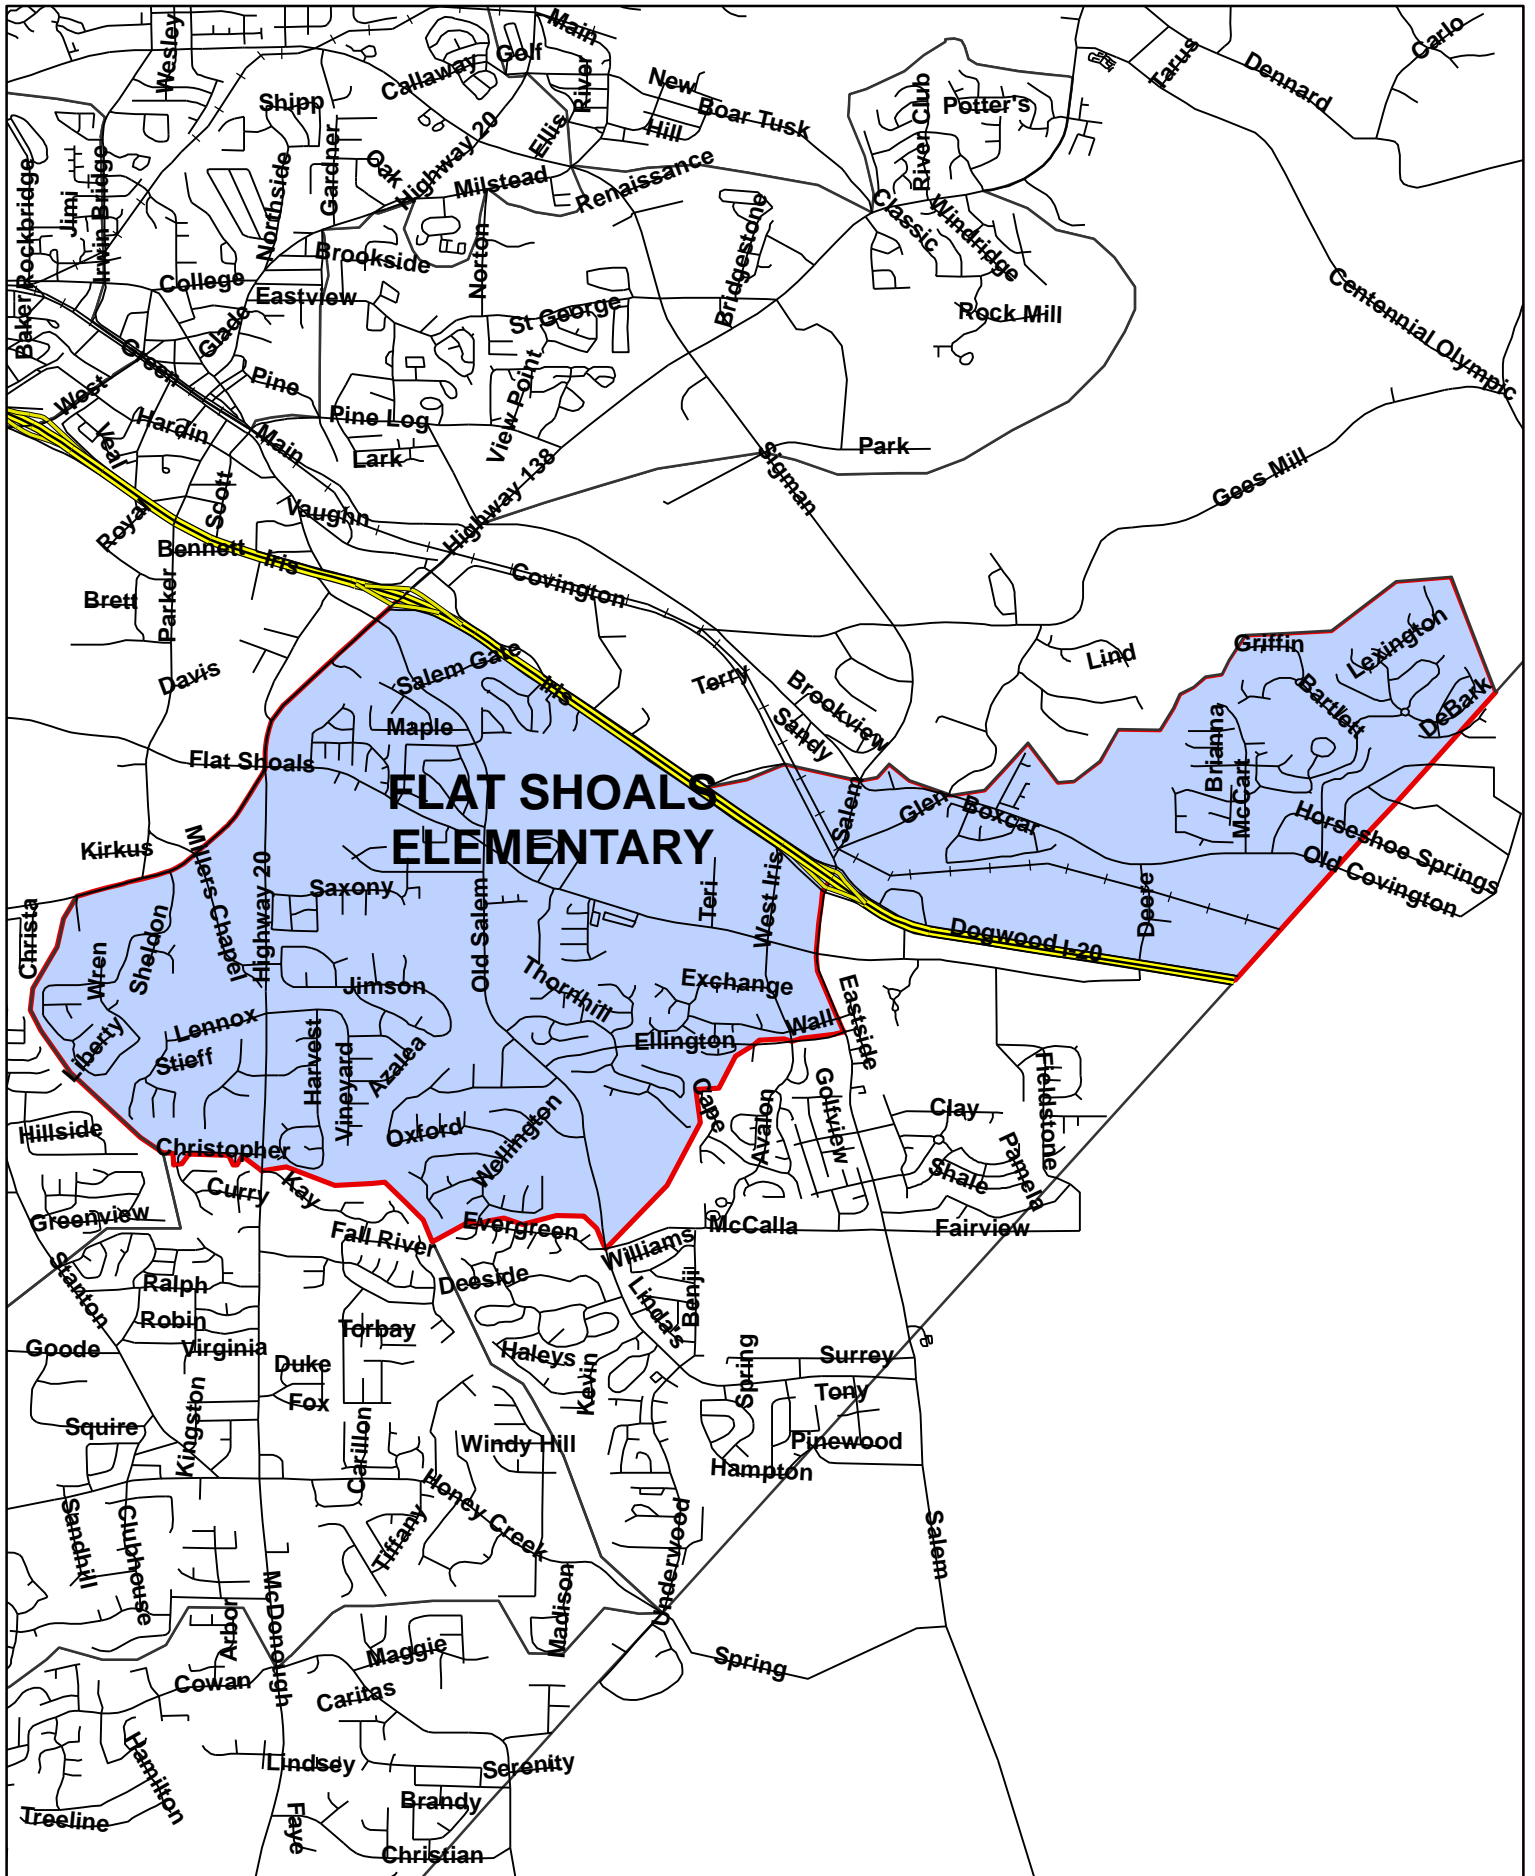 Main
Carlo
Wesley
Golf
Tarus
Callaway
River
New
Dennard
Shipp
River Club
Potter's
Boar Tusk
Hill
Highway 20
Ellis
Gardner
Oak
Milstead
Renaissance
Rockbridge
Jimi
Irwin Bridge
Northside
Classic
Windridge
Bridgestone
Brookside
Norton
College
Eastview
Centennial Olympic
St George
Rock Mill
Baker
Glade
Green
Pine
West
View Point
Pine Log
Hardin
Main
Veal
Lark
Park
Sigman
Gees Mill
Highway 138
Scott
Vaughn
Royal
Bennett
Iris
Covington
Brett
Parker
Griffin
Lexington
Lind
Salem Gate
Davis
Terry
Brookview
Iris
Bartlett
DeBark
Maple
Sandy
Brianna
Flat Shoals
FLAT SHOALS
ELEMENTARY
McCart
Salem
Glen
Boxcar
Horseshoe Springs
Kirkus
Millers Chapel
Old Covington
Saxony
Highway 20
Teri
West Iris
Deere
Christa
Sheldon
Old Salem
Dogwood
I-20
Wren
Thornhill
Exchange
Jimson
Eastside
Lennox
Wall
Liberty
Harvest
Ellington
Stieff
Vineyard
Azalea
Cape
Golfview
Fieldstone
Avalon
Clay
Hillside
Oxford
Wellington
Christopher
Pamela
Shale
Curry
Kay
Greenview
Evergreen
McCalla
Fairview
Fall River
Williams
Stanton
Deeside
Ralph
Linda's
Benji
Robin
Torbay
Goode
Virginia
Haleys
Spring
Surrey
Duke
Kevin
Tony
Fox
Squire
Kingston
Carillon
Windy Hill
Pinewood
Hampton
Honey Creek
Sandhill
Clubhouse
Tiffany
Underwood
Salem
McDonough
Arbor
Madison
Maggie
Spring
Cowan
Caritas
Hamilton
Lindsey
Serenity
Brandy
Treeline
Faye
Christian